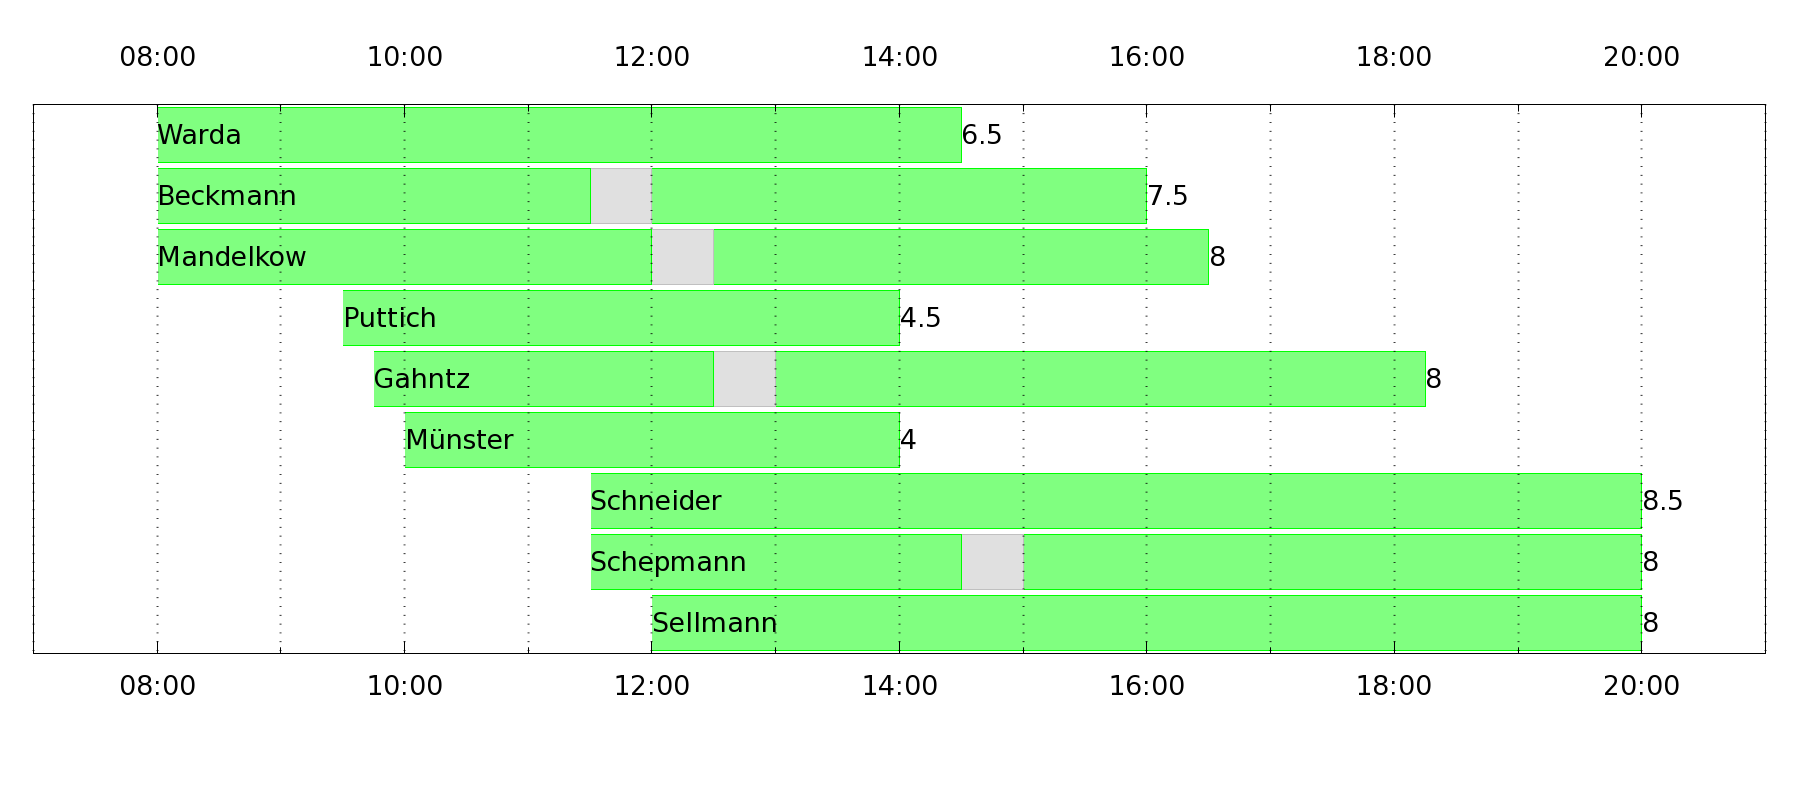 08:00 10:00 12:00 14:00 16:00 18:00 20:00
Warda 6.5
Beckmann 7.5
Mandelkow 8
Puttich 4.5
Gahntz 8
Münster 4
Schneider 8.5
Schepmann 8
Sellmann 8
08:00 10:00 12:00 14:00 16:00 18:00 20:00